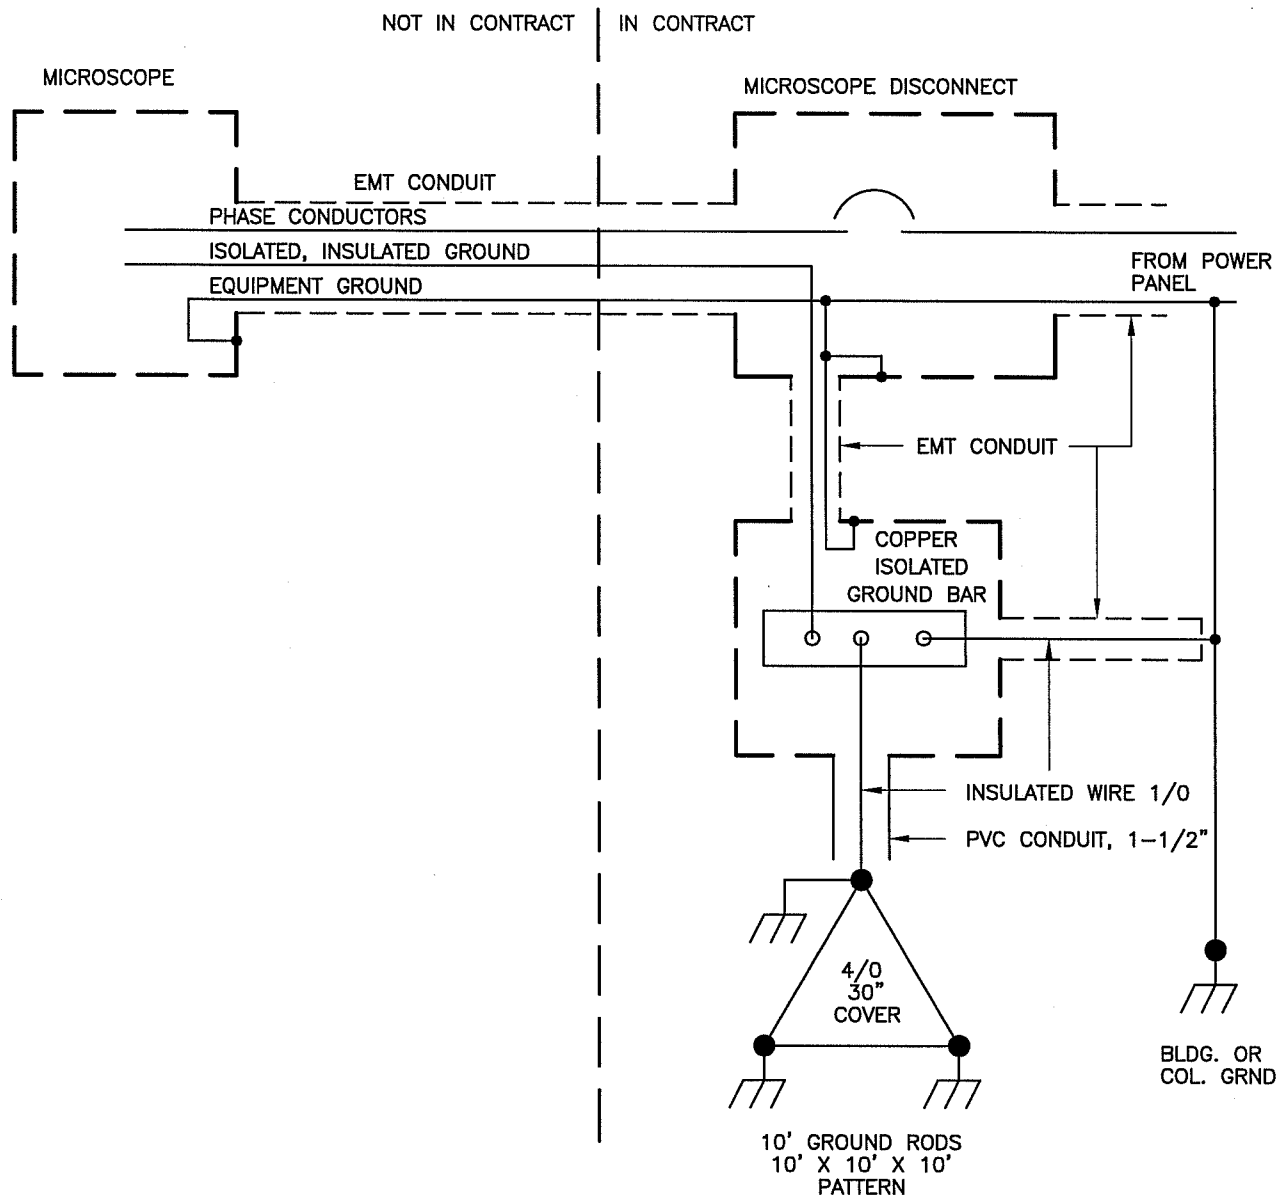 NOT IN CONTRACT
IN CONTRACT
MICROSCOPE
MICROSCOPE DISCONNECT
EMT CONDUIT
PHASE CONDUCTORS
ISOLATED, INSULATED GROUND
EQUIPMENT GROUND
FROM POWER
PANEL
EMT CONDUIT
COPPER
ISOLATED
GROUND BAR
INSULATED WIRE 1/0
PVC CONDUIT, 1-1/2"
4/0
30"
COVER
BLDG. OR
COL. GRND
10' GROUND RODS
10' X 10' X 10'
PATTERN